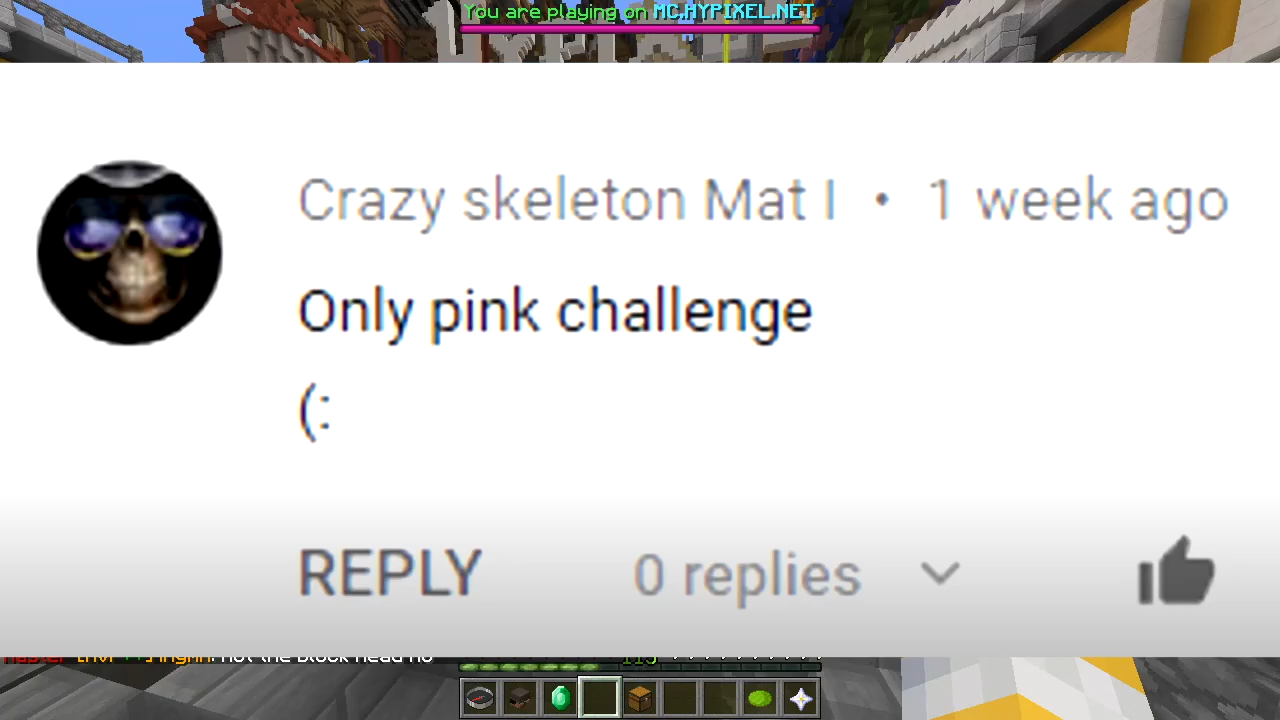 You are playing on MC.HYPIXEL.NET
Crazy skeleton Mat I • 1 week ago
Only pink challenge
(:
REPLY 0 replies